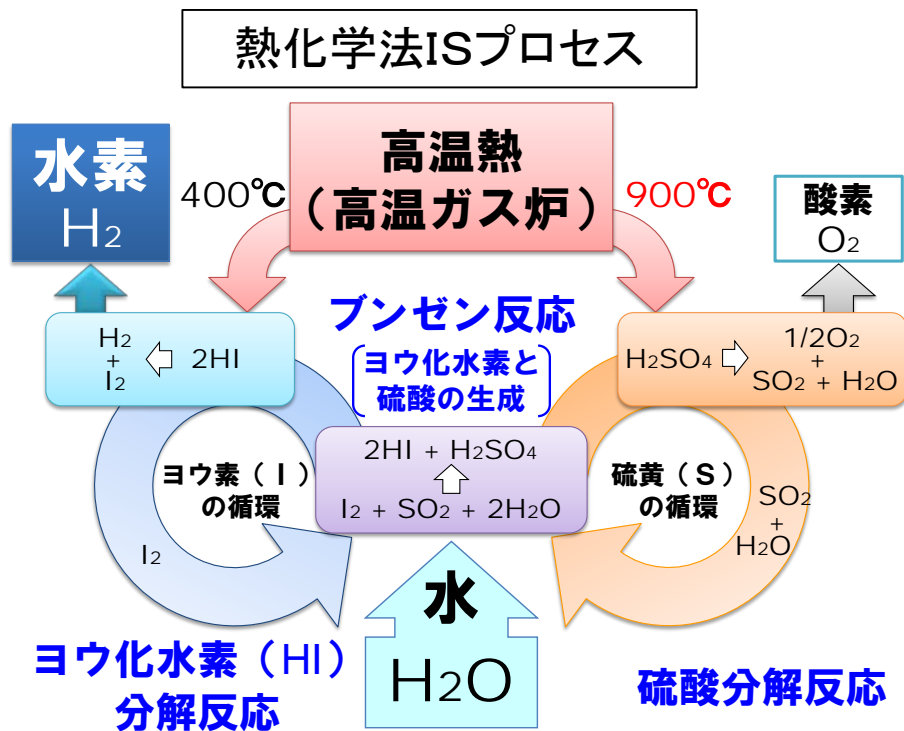 熱化学法ISプロセス
水素
H2
400℃
高温熱
（高温ガス炉）
900℃
酸素
O2
H2
+
I2
2HI
ブンゼン反応
ヨウ化水素と
硫酸の生成
H2SO4
1/2O2
+
SO2 + H2O
2HI + H2SO4
I2 + SO2 + 2H2O
ヨウ素（I）
の循環
硫黄（S）
の循環
I2
SO2
+
H2O
水
H2O
ヨウ化水素（HI）
分解反応
硫酸分解反応